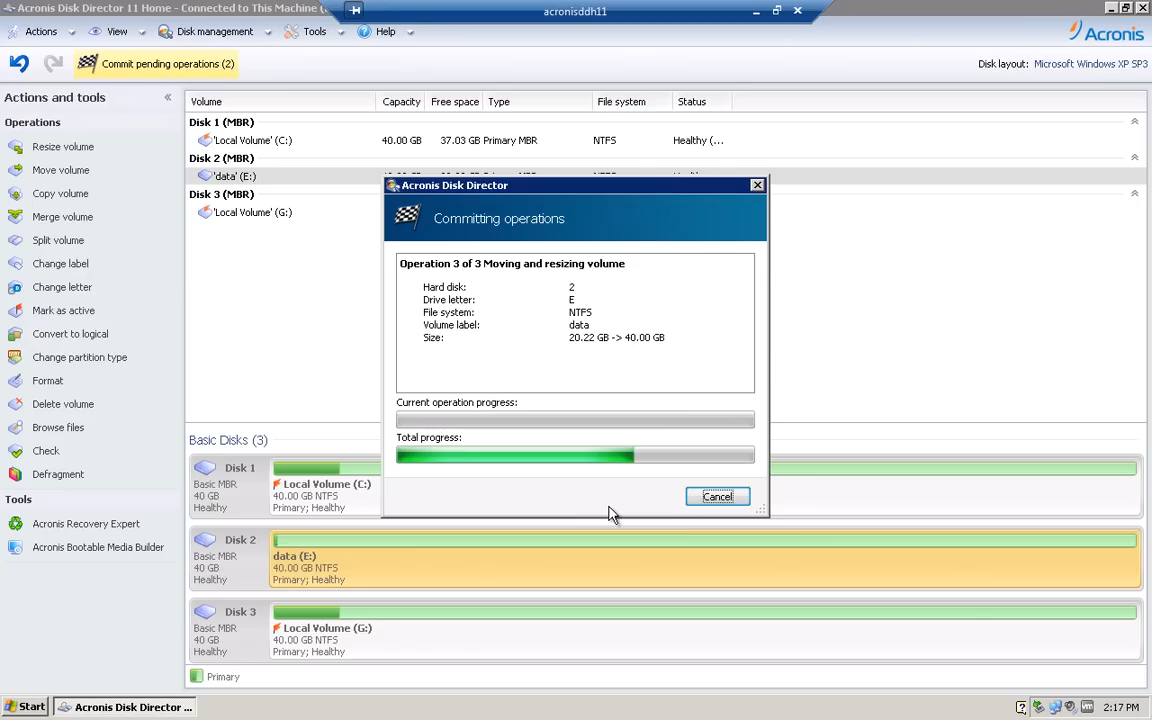 Acronis Disk Director 11 Home - Connected to This Machine (
acronisddh11
Actions View Disk management Tools Help
Acronis
Commit pending operations (2)
Disk layout: Microsoft Windows XP SP3
Actions and tools
Operations
Resize volume
Move volume
Copy volume
Merge volume
Split volume
Change label
Change letter
Mark as active
Convert to logical
Change partition type
Format
Delete volume
Browse files
Check
Defragment
Tools
Acronis Recovery Expert
Acronis Bootable Media Builder
Volume Capacity Free space Type File system Status
Disk 1 (MBR)
'Local Volume' (C:) 40.00 GB 37.03 GB Primary MBR NTFS Healthy (...
Disk 2 (MBR)
'data' (E:)
Disk 3 (MBR)
'Local Volume' (G:)
Acronis Disk Director
Committing operations
Operation 3 of 3 Moving and resizing volume
Hard disk: 2
Drive letter: E
File system: NTFS
Volume label: data
Size: 20.22 GB -> 40.00 GB
Current operation progress:
Total progress:
Cancel
Basic Disks (3)
Disk 1
Basic MBR
40 GB
Healthy
Local Volume (C:)
40.00 GB NTFS
Primary; Healthy
Disk 2
Basic MBR
40 GB
Healthy
data (E:)
40.00 GB NTFS
Primary; Healthy
Disk 3
Basic MBR
40 GB
Healthy
Local Volume (G:)
40.00 GB NTFS
Primary; Healthy
Primary
Start
Acronis Disk Director ...
2:17 PM